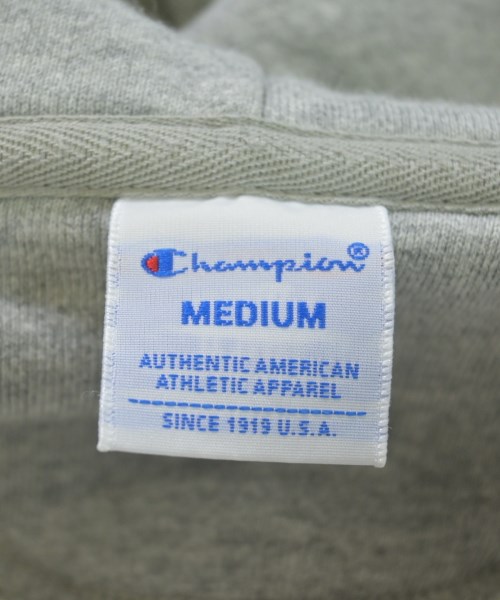 Champion®
MEDIUM
AUTHENTIC AMERICAN
ATHLETIC APPAREL
SINCE 1919 U.S.A.